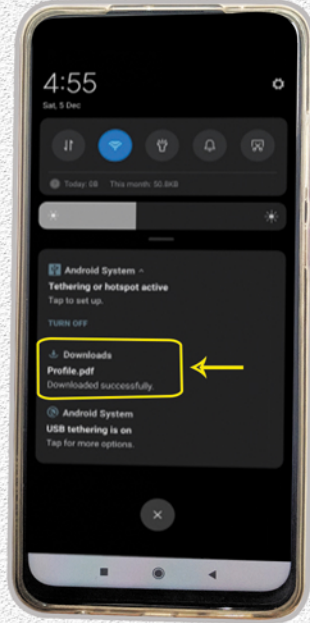 4:55
Sat, 5 Dec
Today: 0B This month: 50.8KB
Android System
Tethering or hotspot active
Tap to set up.
TURN OFF
Downloads
Profile.pdf
Downloaded successfully.
Android System
USB tethering is on
Tap for more options.